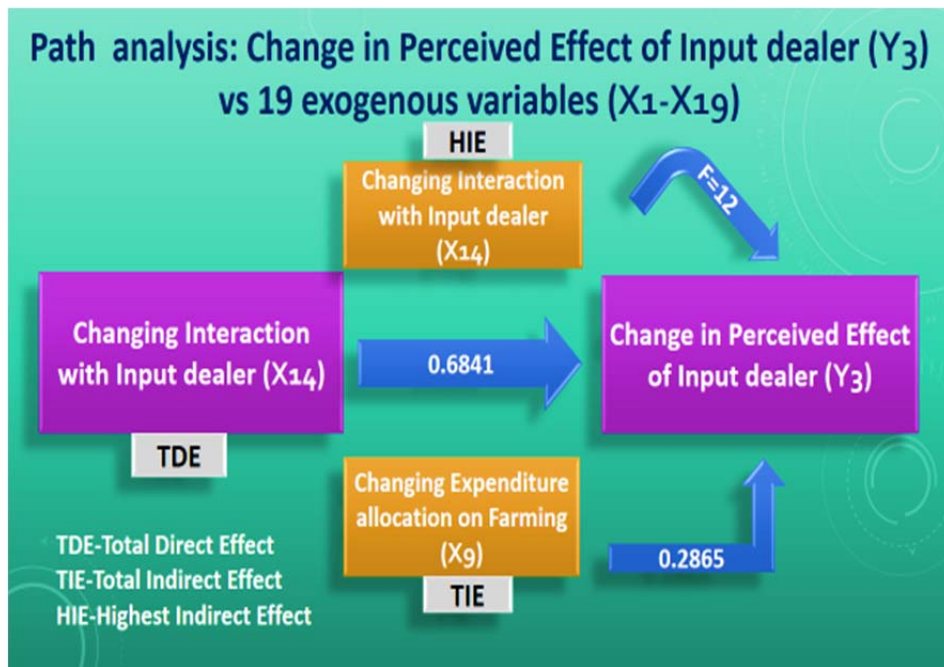 Path analysis: Change in Perceived Effect of Input dealer (Y3)
vs 19 exogenous variables (X1-X19)
HIE
Changing Interaction
with Input dealer
(X14)
F=12
Changing Interaction
with Input dealer (X14)
TDE
0.6841
Change in Perceived Effect
of Input dealer (Y3)
Changing Expenditure
allocation on Farming
(X9)
TIE
0.2865
TDE-Total Direct Effect
TIE-Total Indirect Effect
HIE-Highest Indirect Effect